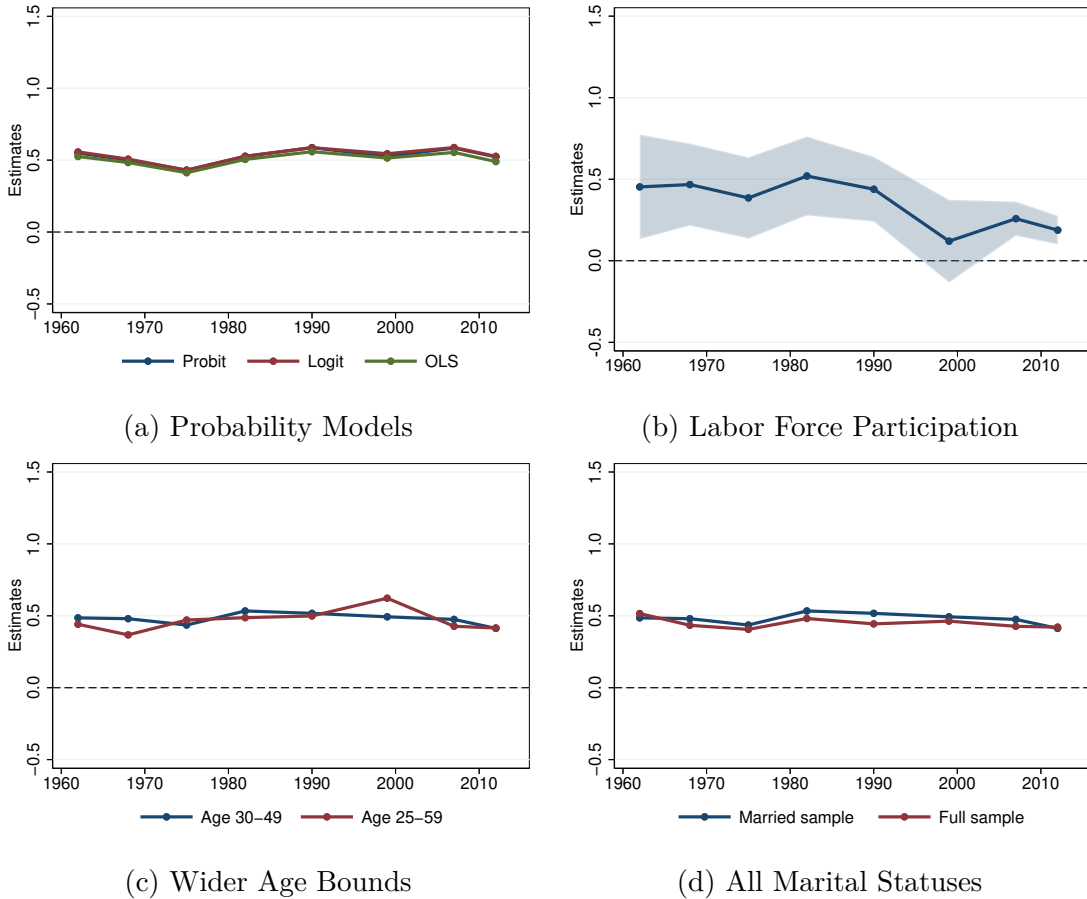 Estimates
1.5
1.0
0.5
0.0
−0.5
1960 1970 1980 1990 2000 2010
Probit Logit OLS
(a) Probability Models
Estimates
1.5
1.0
0.5
0.0
-0.5
1960 1970 1980 1990 2000 2010
(b) Labor Force Participation
Estimates
1.5
1.0
0.5
0.0
−0.5
1960 1970 1980 1990 2000 2010
Age 30−49 Age 25−59
(c) Wider Age Bounds
Estimates
1.5
1.0
0.5
0.0
−0.5
1960 1970 1980 1990 2000 2010
Married sample Full sample
(d) All Marital Statuses